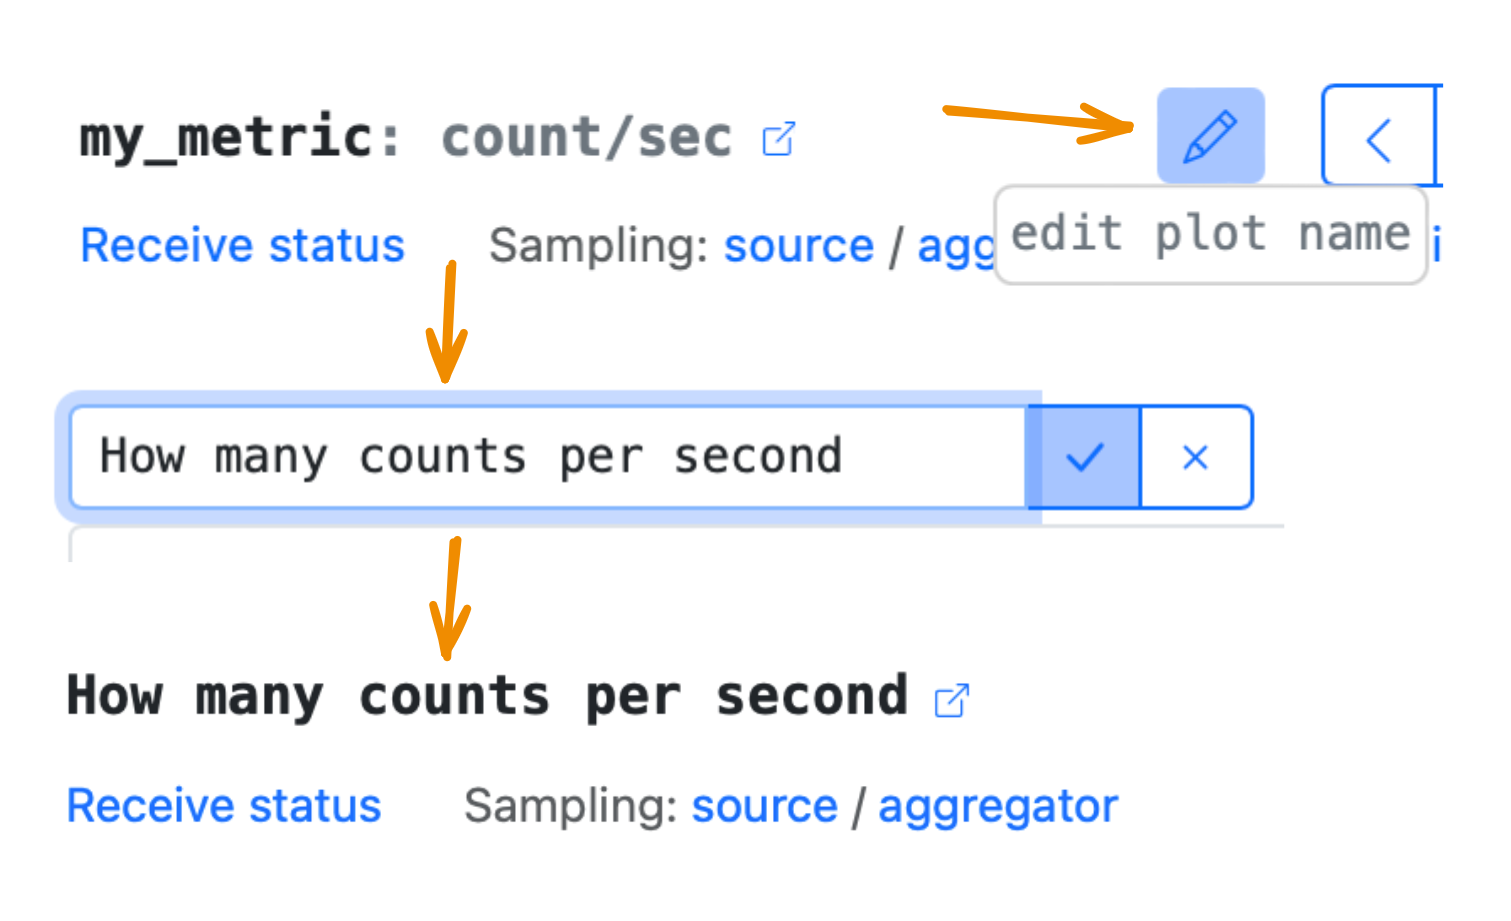 my_metric: count/sec
Receive status Sampling: source / agg
edit plot name
How many counts per second
How many counts per second
Receive status Sampling: source / aggregator